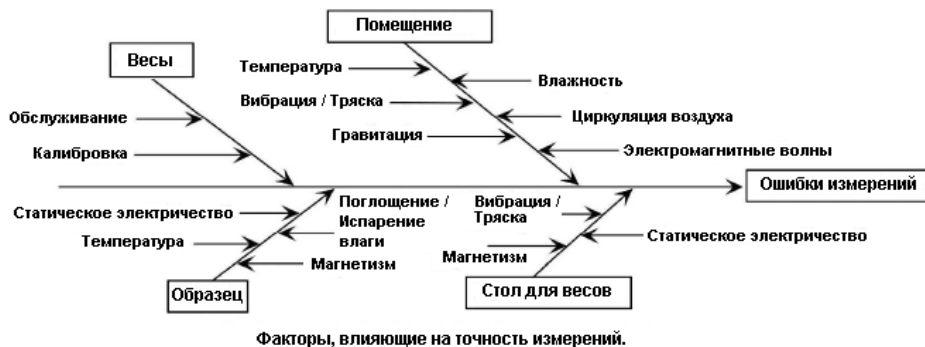 Помещение
Весы
Температура
Влажность
Вибрация / Тряска
Обслуживание
Циркуляция воздуха
Гравитация
Калибровка
Электромагнитные волны
Ошибки измерений
Статическое электричество
Поглощение /
Испарение
влаги
Вибрация /
Тряска
Температура
Статическое электричество
Магнетизм
Магнетизм
Образец
Стол для весов
Факторы, влияющие на точность измерений.